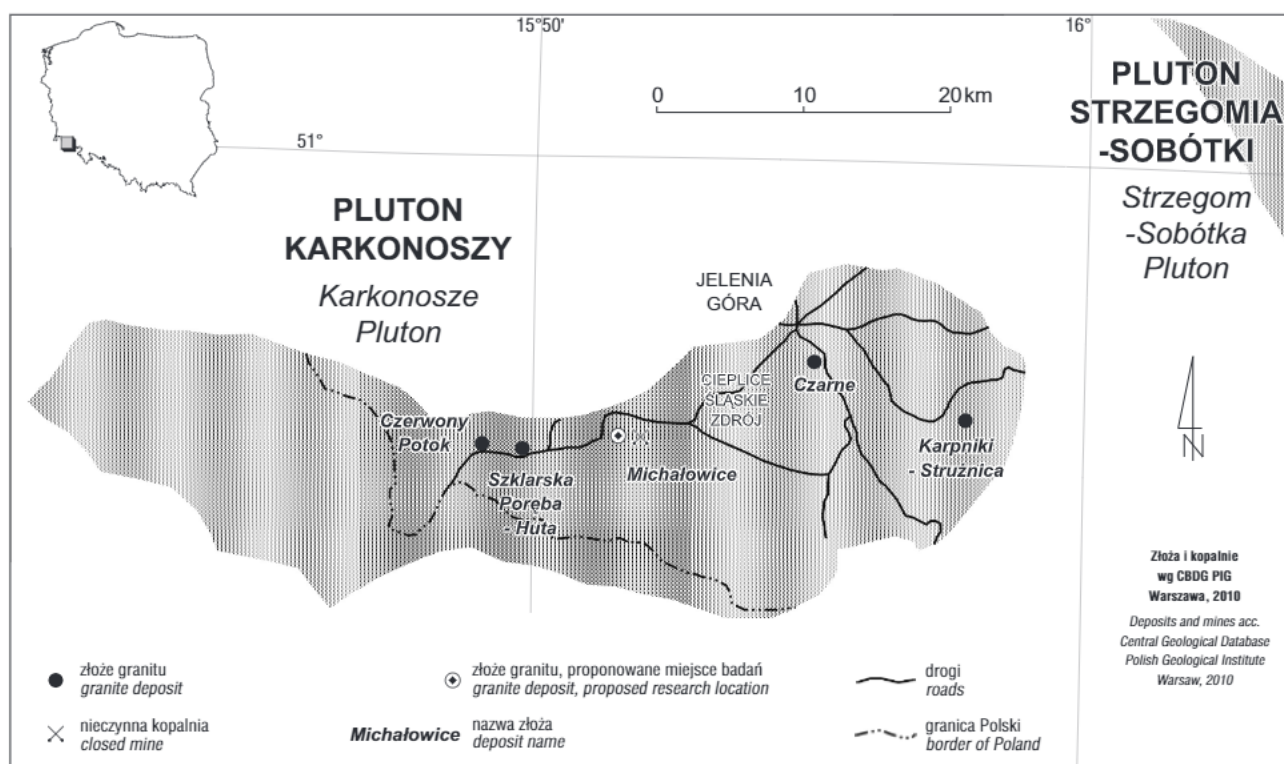 15°50'
16°
51°
0 10 20 km
PLUTON
STRZEGOMIA
-SOBÓTKI
Strzegom
-Sobótka
Pluton
PLUTON
KARKONOSZY
Karkonosze
Pluton
JELENIA
GÓRA
CIEPLICE
ŚLĄSKIE
ZDRÓJ
Czarne
Czerwony
Potok
Szklarska
Poręba
- Huta
Michałowice
Karpniki
- Strużnica
N
Złoża i kopalnie
wg CBDG PIG
Warszawa, 2010
Deposits and mines acc.
Central Geological Database
Polish Geological Institute
Warsaw, 2010
złoże granitu
granite deposit
nieczynna kopalnia
closed mine
złoże granitu, proponowane miejsce badań
granite deposit, proposed research location
Michałowice
nazwa złoża
deposit name
drogi
roads
granica Polski
border of Poland